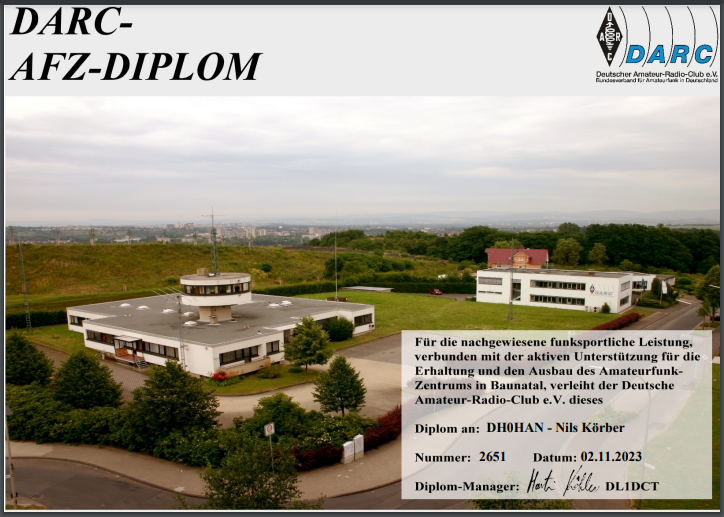 DARC-
AFZ-DIPLOM
D
A R
C
DARC
Deutscher Amateur-Radio-Club e.V.
Bundesverband für Amateurfunk in Deutschland
DARC
Für die nachgewiesene funksportliche Leistung,
verbunden mit der aktiven Unterstützung für die
Erhaltung und den Ausbau des Amateurfunk-
Zentrums in Baunatal, verleiht der Deutsche
Amateur-Radio-Club e.V. dieses
Diplom an: DH0HAN - Nils Körber
Nummer: 2651 Datum: 02.11.2023
Diplom-Manager: DL1DCT